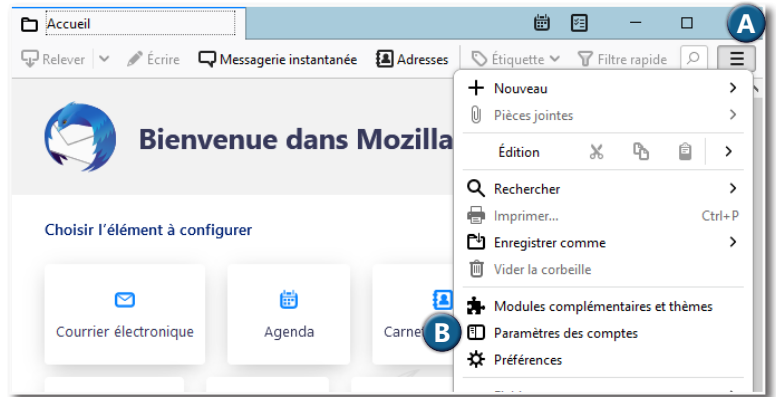 Accueil
A
Relever
Écrire
Messagerie instantanée
Adresses
Étiquette
Filtre rapide
Nouveau
Pièces jointes
Bienvenue dans Mozilla
Édition
Rechercher
Imprimer... Ctrl+P
Choisir l'élément à configurer
Enregistrer comme
Vider la corbeille
Modules complémentaires et thèmes
Courrier électronique
Agenda
Carne
B
Paramètres des comptes
Préférences